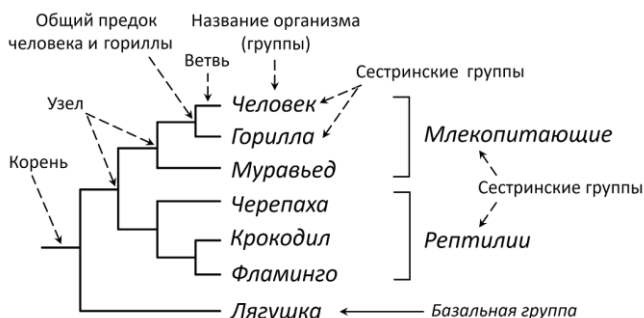 Общий предок
человека и гориллы
Название организма
(группы)
Ветвь
Сестринские группы
Узел
Человек
Горилла
Млекопитающие
Корень
Муравьед
Сестринские группы
Черепаха
Крокодил
Рептилии
Фламинго
Лягушка
Базальная группа